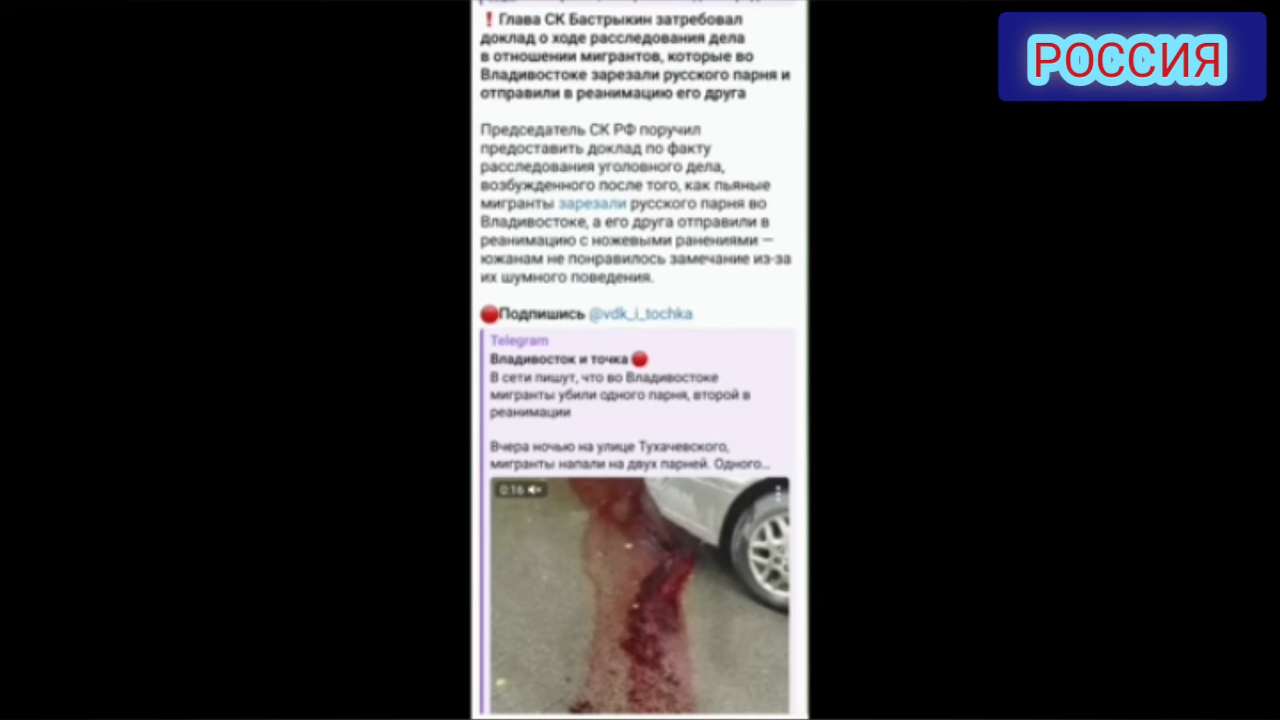 ❗Глава СК Бастрыкин затребовал
доклад о ходе расследования дела
в отношении мигрантов, которые во
Владивостоке зарезали русского парня и
отправили в реанимацию его друга
Председатель СК РФ поручил
предоставить доклад по факту
расследования уголовного дела,
возбужденного после того, как пьяные
мигранты зарезали русского парня во
Владивостоке, а его друга отправили в
реанимацию с ножевыми ранениями —
южанам не понравилось замечание из-за
их шумного поведения.
🔴Подпишись @vdk_i_tochka
Telegram
Владивосток и точка 🔴
В сети пишут, что во Владивостоке
мигранты убили одного парня, второй в
реанимации
Вчера ночью на улице Тухачевского,
мигранты напали на двух парней. Одного...
0:16
РОССИЯ